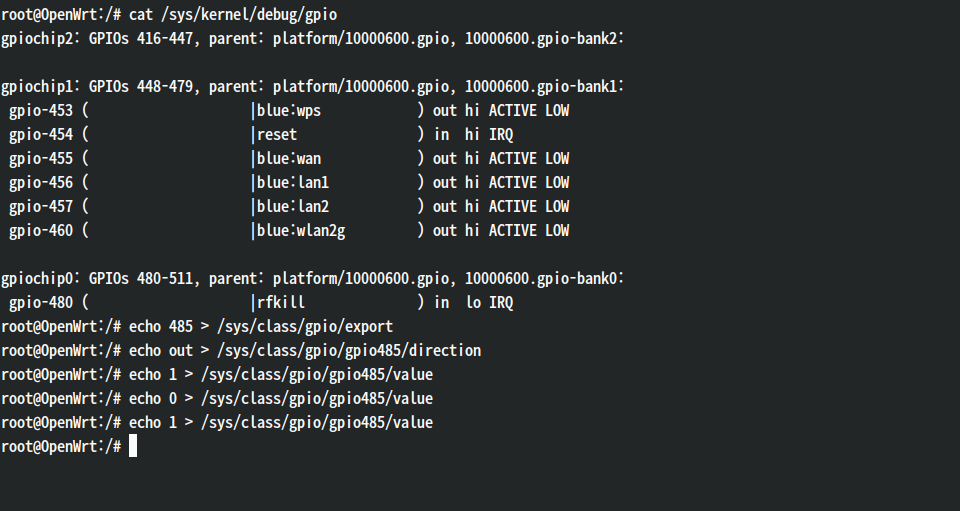 root@OpenWrt:/# cat /sys/kernel/debug/gpio
gpiochip2: GPIOs 416-447, parent: platform/10000600.gpio, 10000600.gpio-bank2:
gpiochip1: GPIOs 448-479, parent: platform/10000600.gpio, 10000600.gpio-bank1:
 gpio-453 (                    |blue:wps            ) out hi ACTIVE LOW
 gpio-454 (                    |reset               ) in  hi IRQ
 gpio-455 (                    |blue:wan            ) out hi ACTIVE LOW
 gpio-456 (                    |blue:lan1           ) out hi ACTIVE LOW
 gpio-457 (                    |blue:lan2           ) out hi ACTIVE LOW
 gpio-460 (                    |blue:wlan2g         ) out hi ACTIVE LOW
gpiochip0: GPIOs 480-511, parent: platform/10000600.gpio, 10000600.gpio-bank0:
 gpio-480 (                    |rfkill              ) in  lo IRQ
root@OpenWrt:/# echo 485 > /sys/class/gpio/export
root@OpenWrt:/# echo out > /sys/class/gpio/gpio485/direction
root@OpenWrt:/# echo 1 > /sys/class/gpio/gpio485/value
root@OpenWrt:/# echo 0 > /sys/class/gpio/gpio485/value
root@OpenWrt:/# echo 1 > /sys/class/gpio/gpio485/value
root@OpenWrt:/#